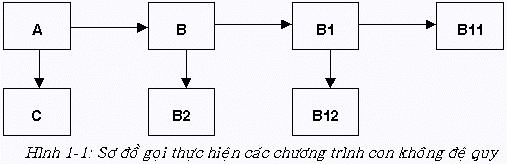 A B B1 B11
C B2 B12
Hình 1-1: Sơ đồ gọi thực hiện các chương trình con không đệ quy